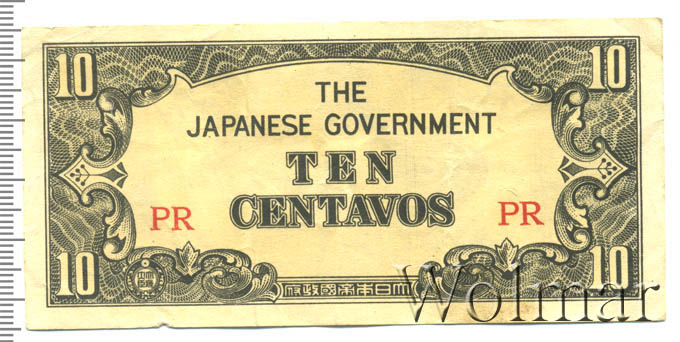 10 10
THE
JAPANESE GOVERNMENT
TEN
CENTAVOS
PR PR
10 10
府政國帝本日大
Wolmar